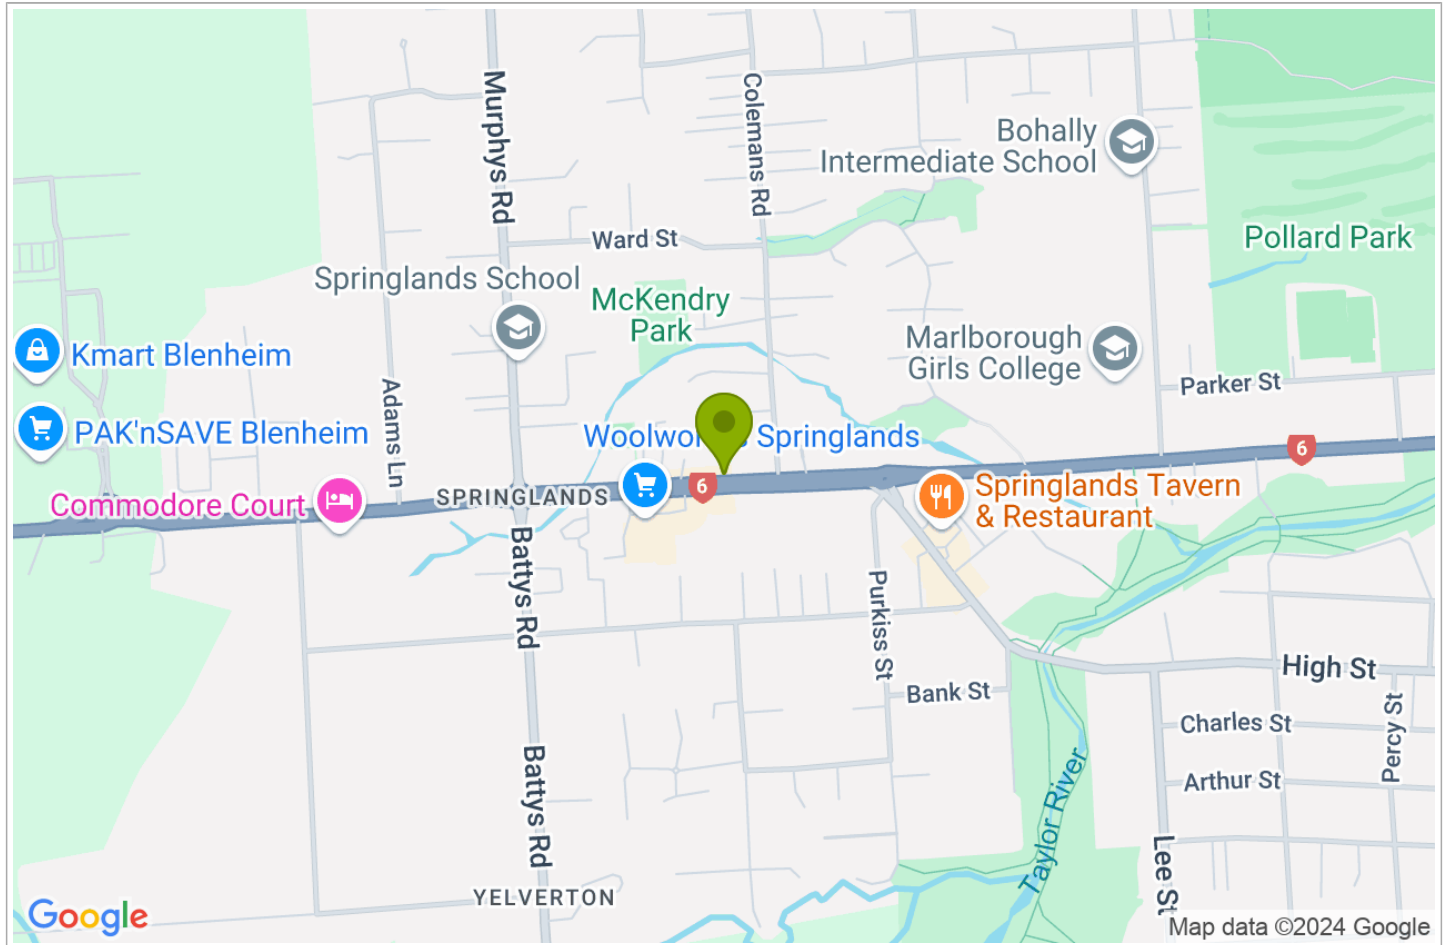 Murphys Rd
Colemans Rd
Bohally
Intermediate School
Ward St
Pollard Park
Springlands School
McKendry
Park
Marlborough
Girls College
Kmart Blenheim
Parker St
Adams Ln
PAK'nSAVE Blenheim
Woolwo s Springlands
6
6
SPRINGLANDS
Commodore Court
Springlands Tavern
& Restaurant
Battys Rd
Purkiss St
High St
Bank St
Charles St
Percy St
Arthur St
Battys Rd
Taylor River
Lee St
YELVERTON
Google
Map data ©2024 Google